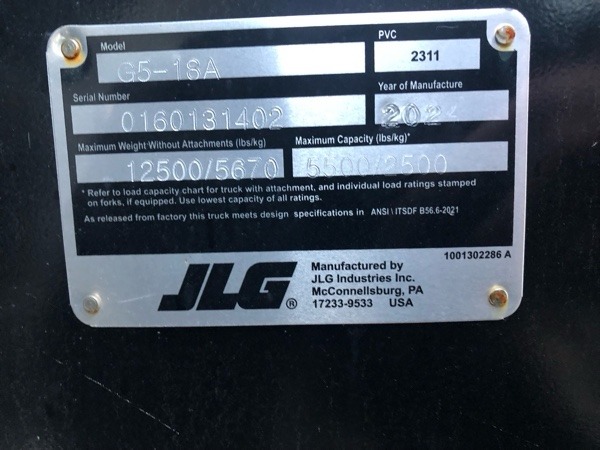 Model
G5-18A
PVC
2311
Serial Number
0160131402
Year of Manufacture
Maximum Weight Without Attachments (lbs/kg)
12500/5670
Maximum Capacity (lbs/kg)*
5500/2500
* Refer to load capacity chart for truck with attachment, and individual load ratings stamped
on forks, if equipped. Use lowest capacity of all ratings.
As released from factory this truck meets design specifications in ANSI \ ITSDF B56.6-2021
1001302286 A
JLG®
Manufactured by
JLG Industries Inc.
McConnellsburg, PA
17233-9533 USA